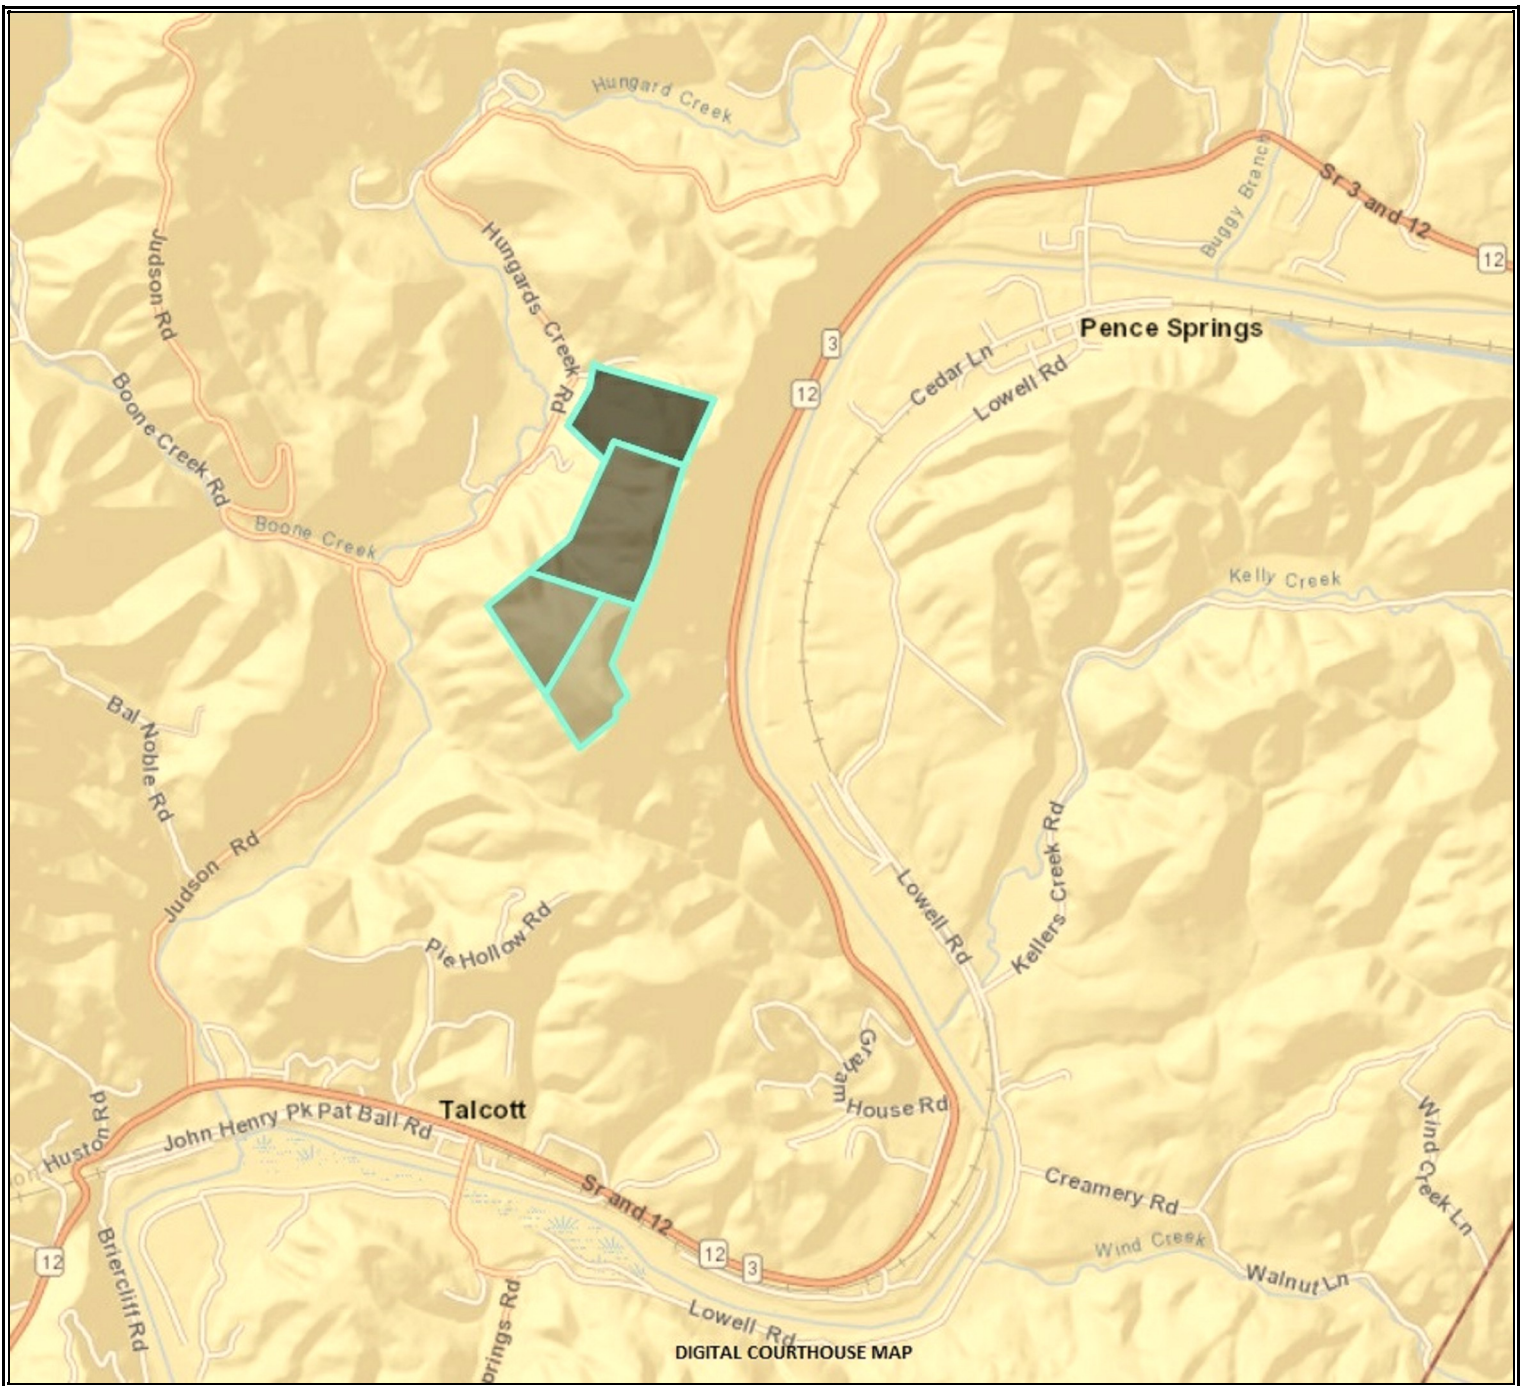 Hungard Creek
Sr 3 and 12
Buggy Branch
12
Judson Rd
Hungards Creek Rd
3
Pence Springs
Cedar Ln
Lowell Rd
12
Boone Creek Rd
Boone Creek
Kelly Creek
Bal Noble Rd
Judson Rd
Kellers Creek Rd
Lowell Rd
Pie Hollow Rd
Graham House Rd
Talcott
John Henry Pk Pat Ball Rd
Huston Rd
Wind Creek Ln
Creamery Rd
Sr and 12
Wind Creek
Walnut Ln
12
Briercliff Rd
12
3
prings Rd
Lowell Rd
DIGITAL COURTHOUSE MAP